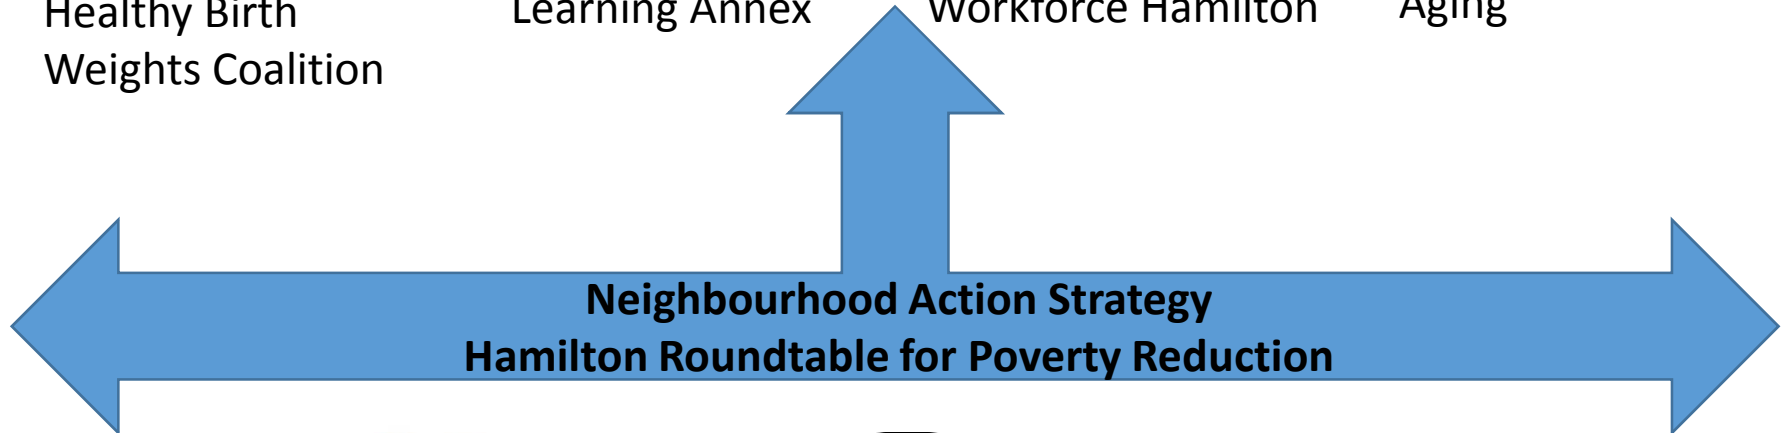 Healthy Birth
Weights Coalition
Learning Annex
Workforce Hamilton
Aging
Neighbourhood Action Strategy
Hamilton Roundtable for Poverty Reduction